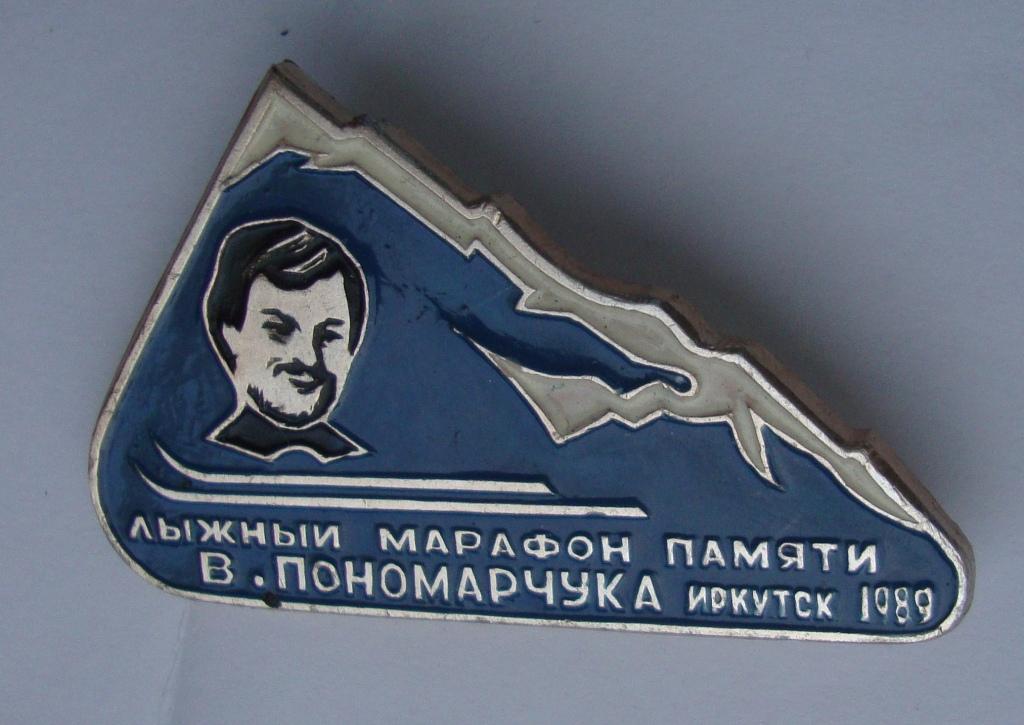 ЛЫЖНЫЙ МАРАФОН ПАМЯТИ
В. ПОНОМАРЧУКА ИРКУТСК 1989